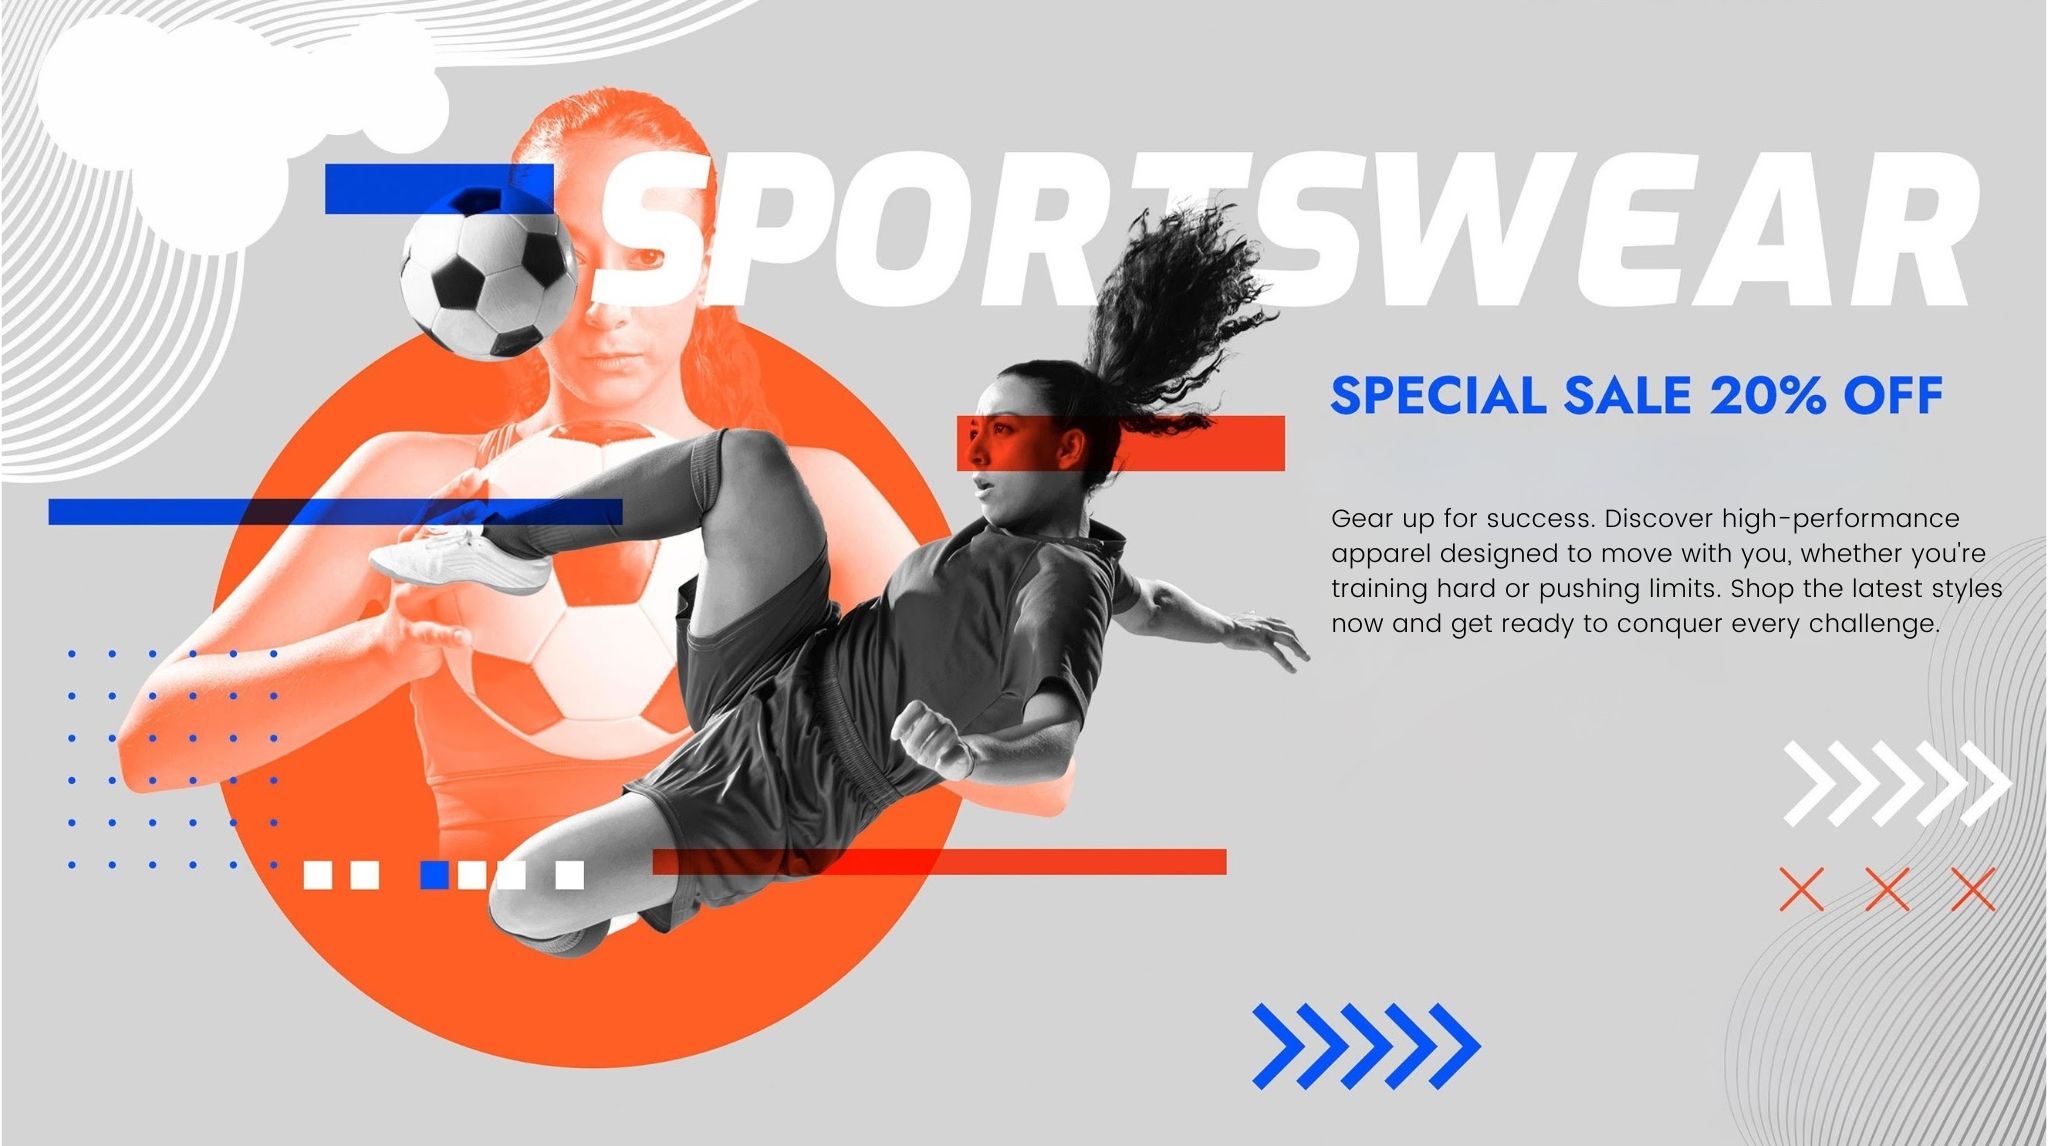 SPORTSWEAR
SPECIAL SALE 20% OFF
Gear up for success. Discover high-performance
apparel designed to move with you, whether you're
training hard or pushing limits. Shop the latest styles
now and get ready to conquer every challenge.